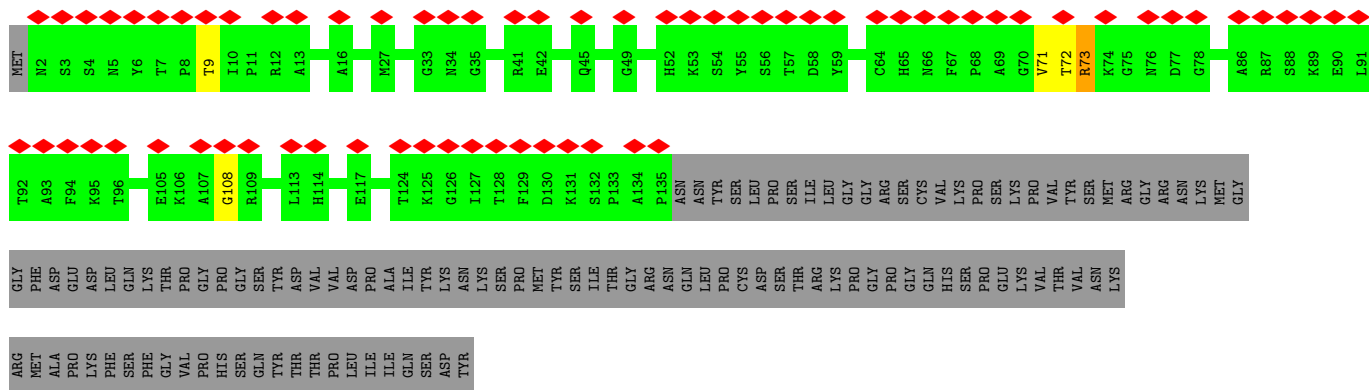 MET N2 S3 S4 N5 Y6 T7 P8 T9 I10 P11 R12 A13 A16 M27 G33 N34 G35 R41 E42 Q45 G49 H52 K53 S54 Y55 S56 T57 D58 Y59 C64 H65 N66 F67 P68 A69 G70 V71 T72 R73 K74 G75 N76 D77 G78 A86 R87 S88 K89 E90 L91
T92 A93 F94 K95 T96 E105 K106 A107 G108 R109 L113 H114 E117 T124 K125 G126 I127 T128 F129 D130 K131 S132 P133 A134 P135 ASN ASN TYR SER LEU PRO SER ILE LEU GLY GLY ARG SER CYS VAL LYS PRO SER LYS PRO VAL TYR SER MET ARG GLY ARG ASN LYS MET GLY
GLY PHE ASP GLU ASP LEU GLN LYS THR PRO GLY PRO GLY SER TYR ASP VAL VAL ASP PRO ALA ILE TYR LYS ASN LYS SER PRO MET TYR SER ILE THR GLY ARG ASN GLN LEU PRO CYS ASP SER THR ARG LYS PRO GLY PRO GLY GLN HIS SER PRO GLU LYS VAL THR VAL ASN LYS
ARG MET ALA PRO LYS PHE SER PHE GLY VAL PRO HIS SER GLN TYR THR THR PRO LEU ILE ILE GLN SER ASP TYR